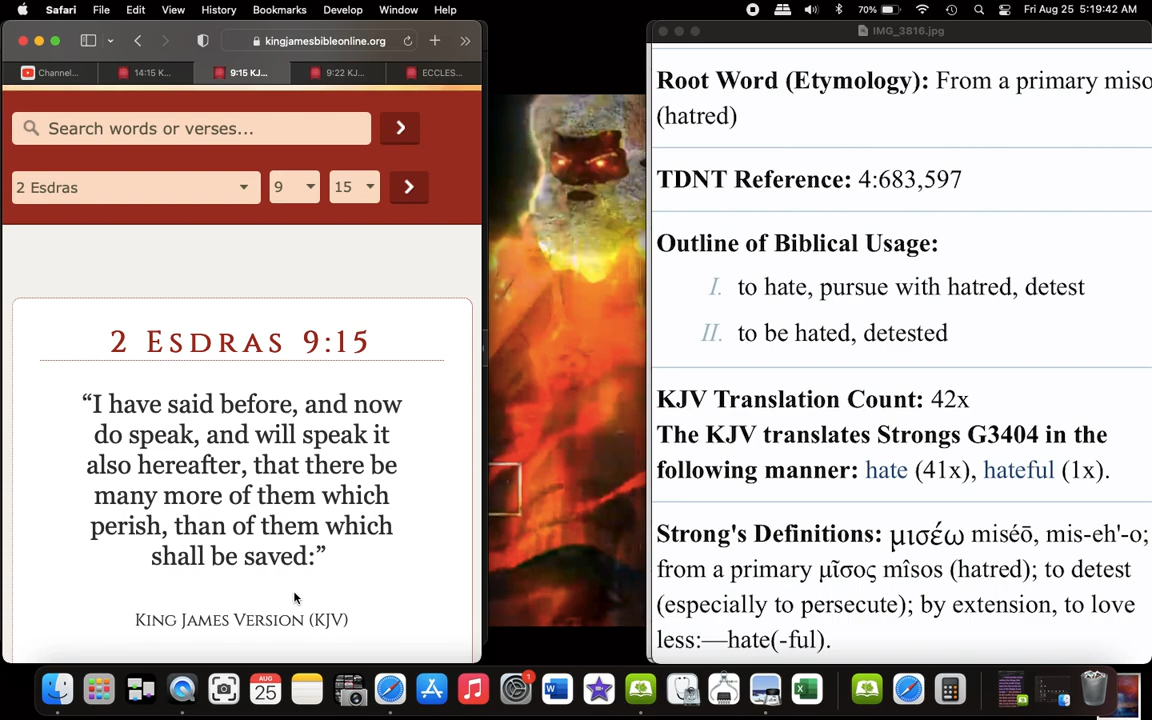 Safari File Edit View History Bookmarks Develop Window Help 70% Fri Aug 25 5:19:42 AM
kingjamesbibleonline.org
IMG_3816.jpg
Channel... 14:15 K... 9:15 KJ... 9:22 KJ... ECCLES...
Search words or verses...
2 Esdras 9 15
2 Esdras 9:15
“I have said before, and now
do speak, and will speak it
also hereafter, that there be
many more of them which
perish, than of them which
shall be saved:”
King James Version (KJV)
Root Word (Etymology): From a primary miso
(hatred)
TDNT Reference: 4:683,597
Outline of Biblical Usage:
I. to hate, pursue with hatred, detest
II. to be hated, detested
KJV Translation Count: 42x
The KJV translates Strongs G3404 in the
following manner: hate (41x), hateful (1x).
Strong's Definitions: μισέω miséō, mis-eh'-o;
from a primary μῖσος mîsos (hatred); to detest
(especially to persecute); by extension, to love
less:—hate(-ful).
AUG
25
1